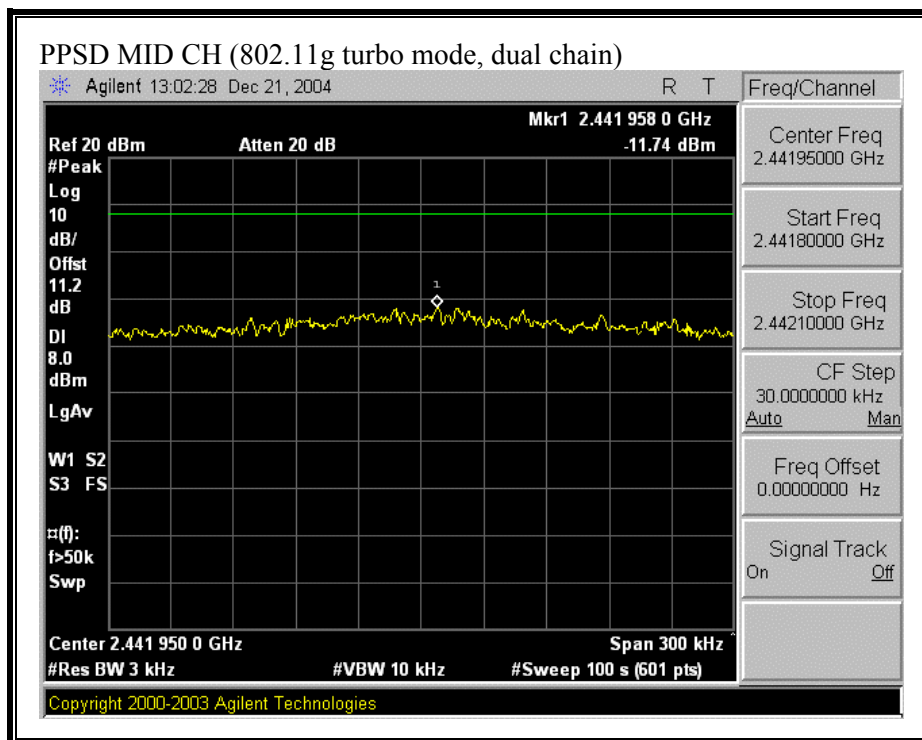 PPSD MID CH (802.11g turbo mode, dual chain)
Agilent 13:02:28 Dec 21, 2004 R T
Freq/Channel
Mkr1 2.441 958 0 GHz
Ref 20 dBm Atten 20 dB -11.74 dBm
#Peak
Log
10
dB/
Offst
11.2
dB
DI
8.0
dBm
LgAv
W1 S2
S3 FS
¤(f):
f>50k
Swp
1
Center 2.441 950 0 GHz Span 300 kHz ^
#Res BW 3 kHz #VBW 10 kHz #Sweep 100 s (601 pts)
Center Freq
2.44195000 GHz
Start Freq
2.44180000 GHz
Stop Freq
2.44210000 GHz
CF Step
30.0000000 kHz
Auto Man
Freq Offset
0.00000000 Hz
Signal Track
On Off
Copyright 2000-2003 Agilent Technologies